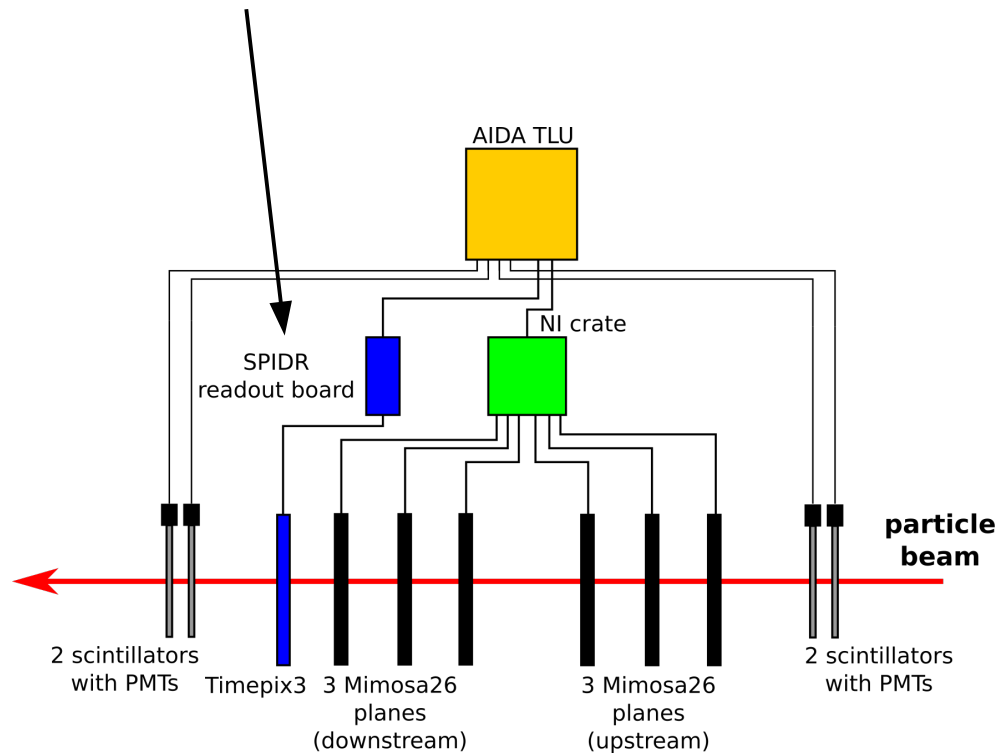 AIDA TLU
NI crate
SPIDR
readout board
particle
beam
2 scintillators
with PMTs
Timepix3
3 Mimosa26
planes
(downstream)
3 Mimosa26
planes
(upstream)
2 scintillators
with PMTs